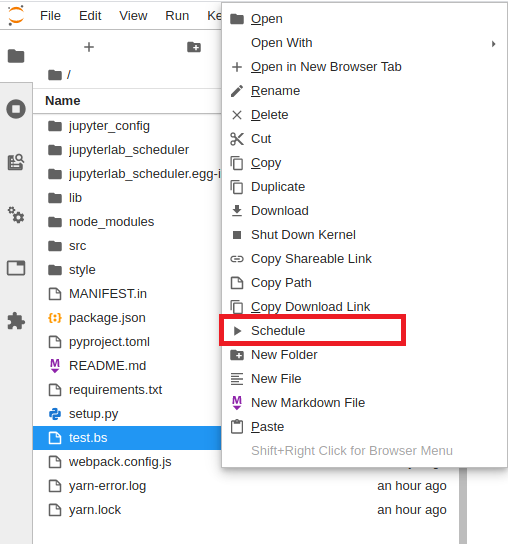 File Edit View Run Ke
/
Name
jupyter_config
jupyterlab_scheduler
jupyterlab_scheduler.egg-i
lib
node_modules
src
style
MANIFEST.in
package.json
pyproject.toml
README.md
requirements.txt
setup.py
test.bs
webpack.config.js
yarn-error.log an hour ago
yarn.lock an hour ago
Open
Open With
Open in New Browser Tab
Rename
Delete
Cut
Copy
Duplicate
Download
Shut Down Kernel
Copy Shareable Link
Copy Path
Copy Download Link
Schedule
New Folder
New File
New Markdown File
Paste
Shift+Right Click for Browser Menu